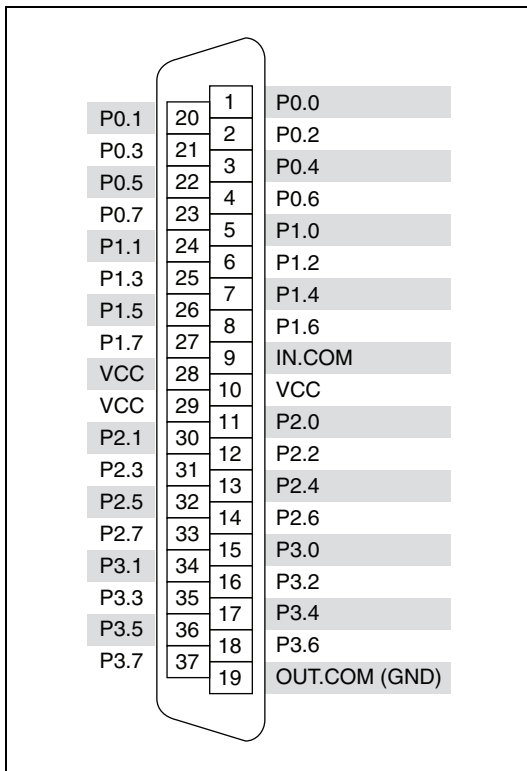 1 P0.0
P0.1 20
2 P0.2
P0.3 21
3 P0.4
P0.5 22
4 P0.6
P0.7 23
5 P1.0
P1.1 24
6 P1.2
P1.3 25
7 P1.4
P1.5 26
8 P1.6
P1.7 27
9 IN.COM
VCC 28
10 VCC
VCC 29
11 P2.0
P2.1 30
12 P2.2
P2.3 31
13 P2.4
P2.5 32
14 P2.6
P2.7 33
15 P3.0
P3.1 34
16 P3.2
P3.3 35
17 P3.4
P3.5 36
18 P3.6
P3.7 37
19 OUT.COM (GND)